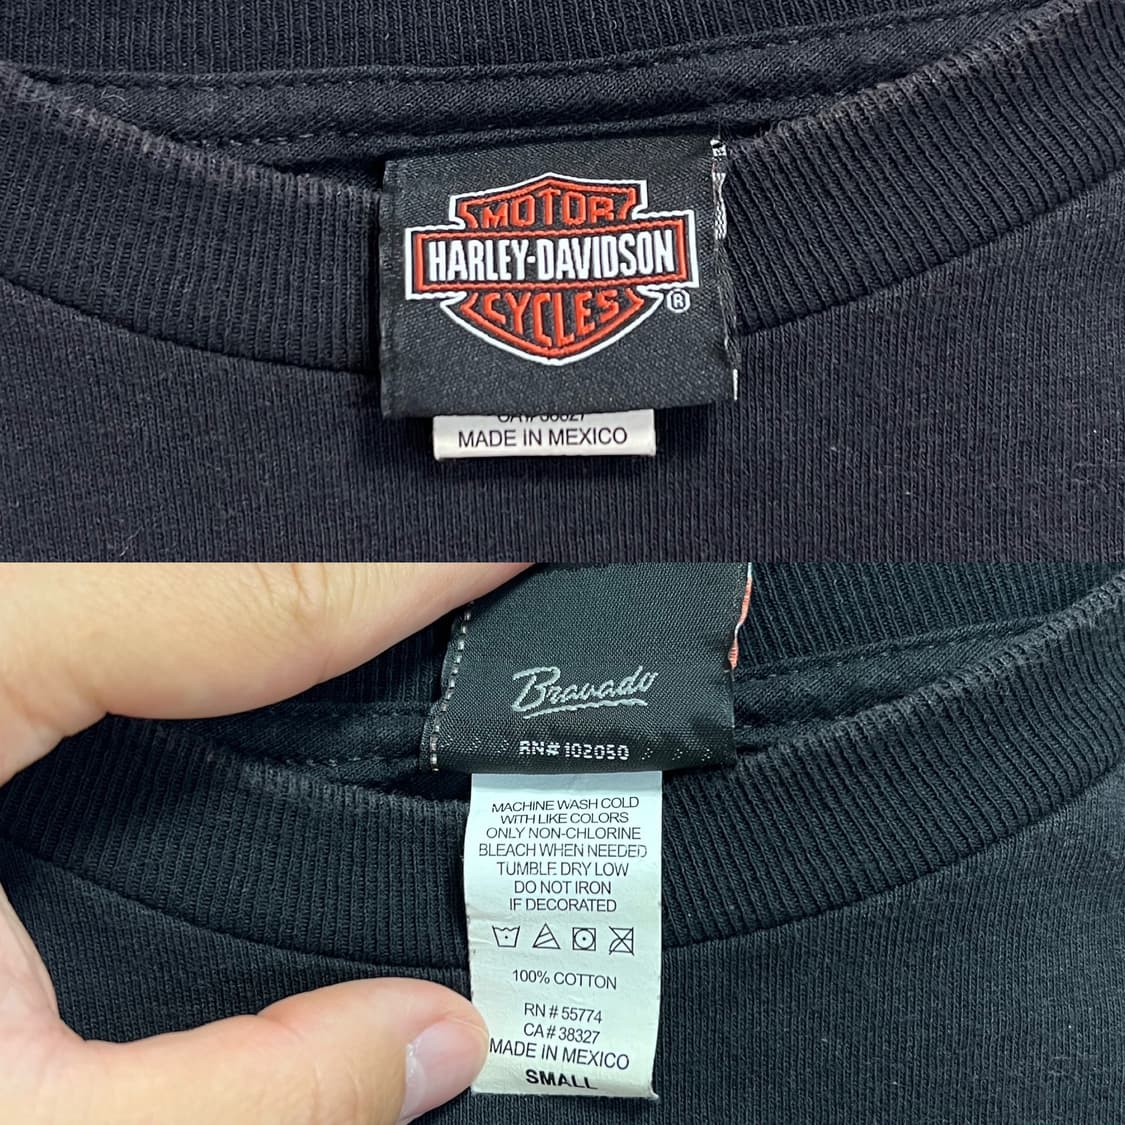 MOTOR
HARLEY-DAVIDSON
CYCLES
®
CA# 38327
MADE IN MEXICO
Bravado
RN#102050
MACHINE WASH COLD
WITH LIKE COLORS
ONLY NON-CHLORINE
BLEACH WHEN NEEDED
TUMBLE DRY LOW
DO NOT IRON
IF DECORATED
100% COTTON
RN # 55774
CA # 38327
MADE IN MEXICO
SMALL